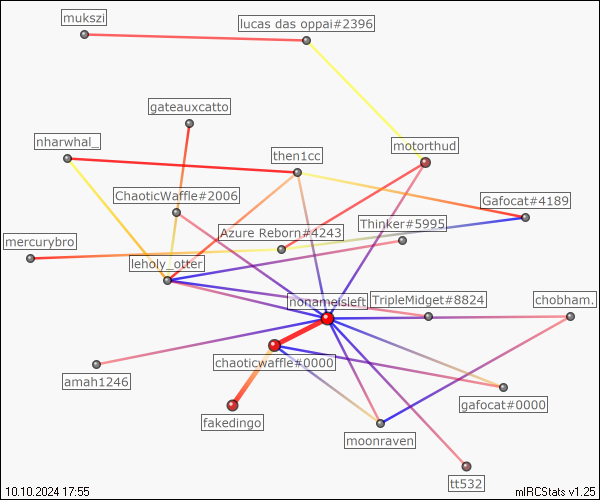 mukszi
lucas das oppai#2396
gateauxcatto
nharwhal_
motorthud
then1cc
ChaoticWaffle#2006
Gafocat#4189
Thinker#5995
Azure Reborn#4243
mercurybro
leholy_otter
nonameisleft
TripleMidget#8824
chobham.
chaoticwaffle#0000
amah1246
gafocat#0000
fakedingo
moonraven
tt532
10.10.2024 17:55
mIRCStats v1.25